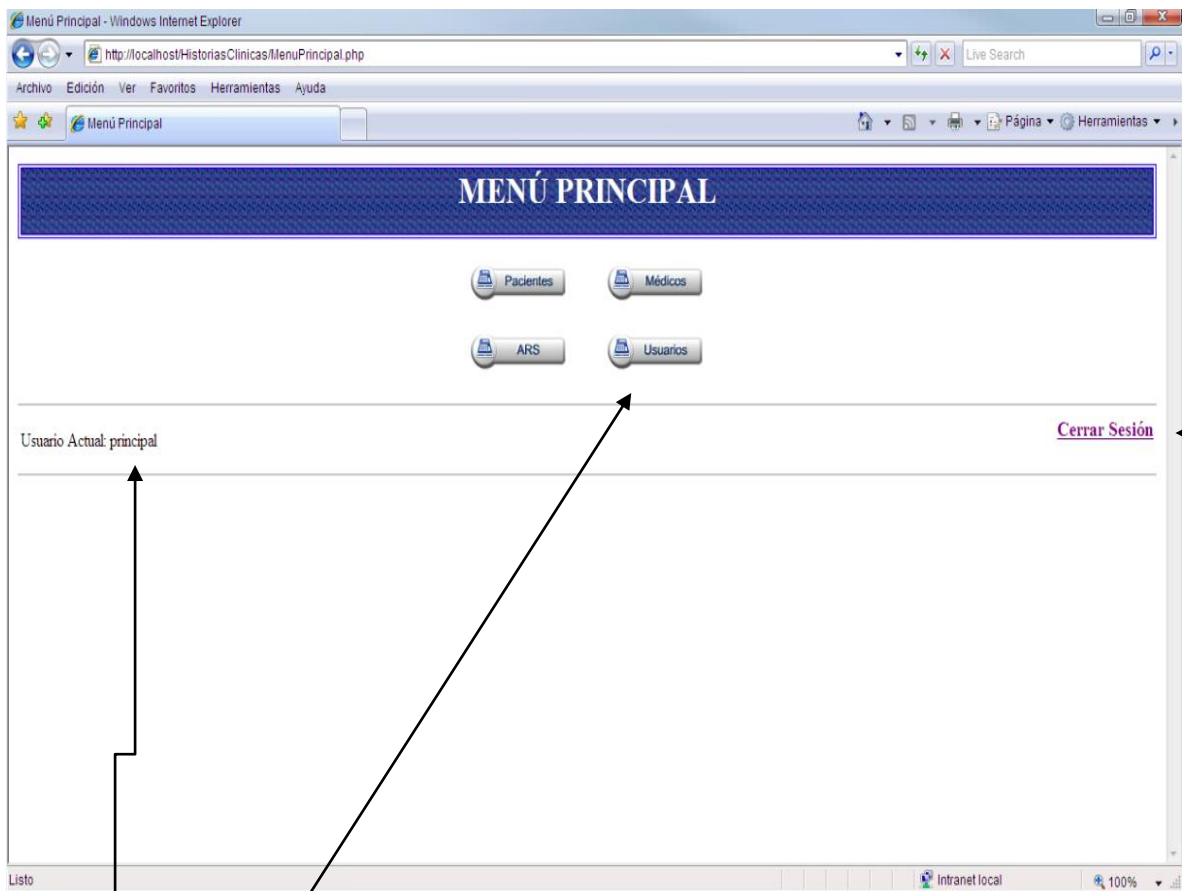 Menú Principal - Windows Internet Explorer
http://localhost/HistoriasClinicas/MenuPrincipal.php
Live Search
Archivo Edición Ver Favoritos Herramientas Ayuda
Menú Principal
Página Herramientas
MENÚ PRINCIPAL
Pacientes Médicos
ARS Usuarios
Cerrar Sesión
Usuario Actual: principal
Listo Intranet local 100%